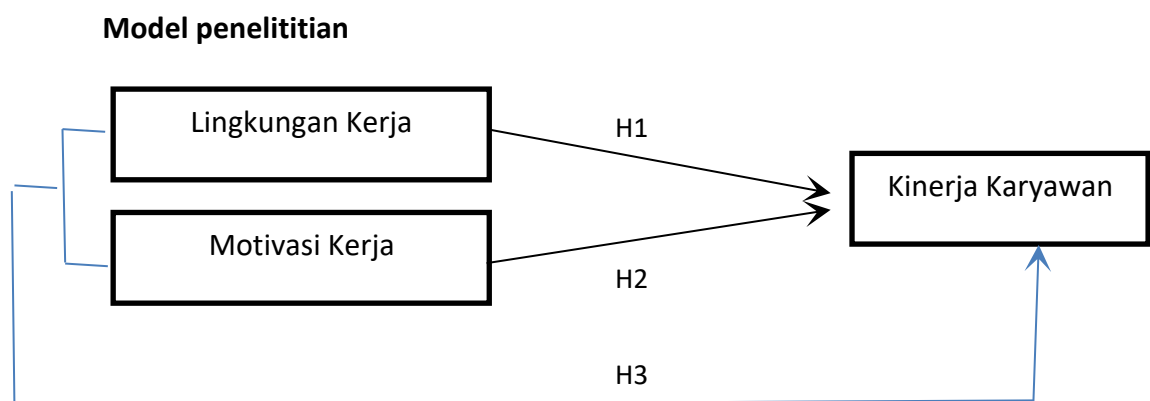 Model penelititian
Lingkungan Kerja
H1
Kinerja Karyawan
Motivasi Kerja
H2
H3